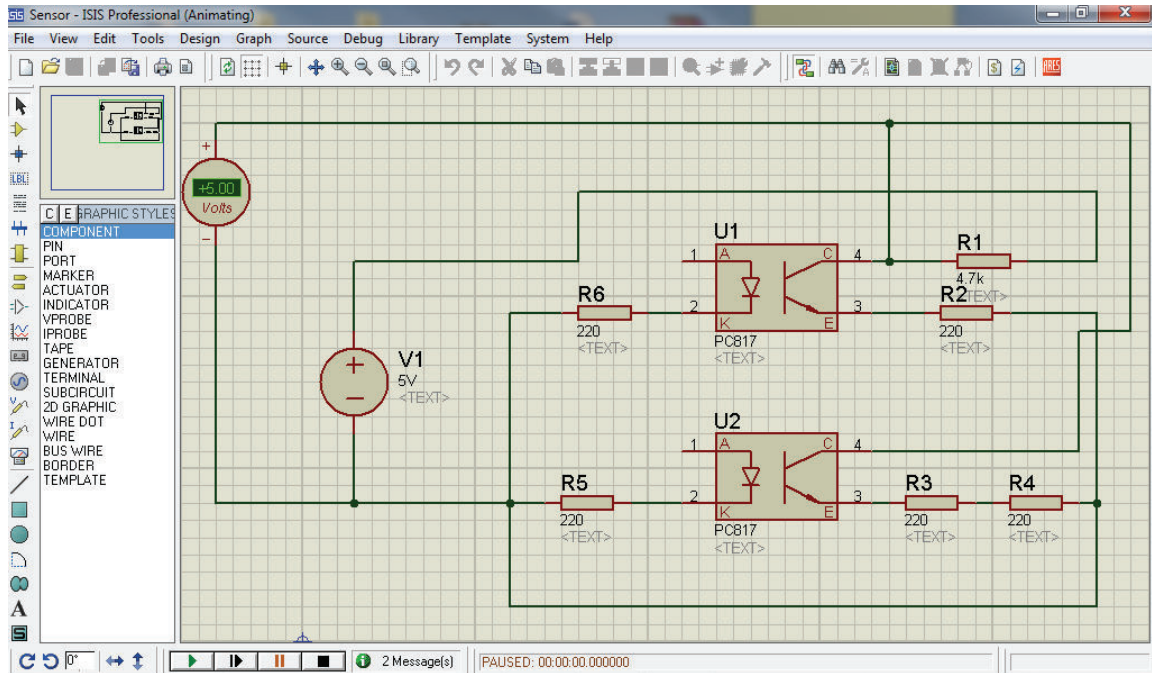 ISIS Sensor - ISIS Professional (Animating)
File View Edit Tools Design Graph Source Debug Library Template System Help
ARES
LBL
C E GRAPHIC STYLES
COMPONENT
PIN
PORT
MARKER
ACTUATOR
INDICATOR
VPROBE
IPROBE
TAPE
GENERATOR
TERMINAL
SUBCIRCUIT
2D GRAPHIC
WIRE DOT
WIRE
BUS WIRE
BORDER
TEMPLATE
V
I
A
S
+
+5.00
Volts
−
V1
5V
<TEXT>
+
−
U1
1 A C 4
2 K E 3
PC817
<TEXT>
R1
4.7k
<TEXT>
R6
220
<TEXT>
R2
220
<TEXT>
U2
1 A C 4
2 K E 3
PC817
<TEXT>
R5
220
<TEXT>
R3
220
<TEXT>
R4
220
<TEXT>
0° 2 Message(s) PAUSED: 00:00:00.000000